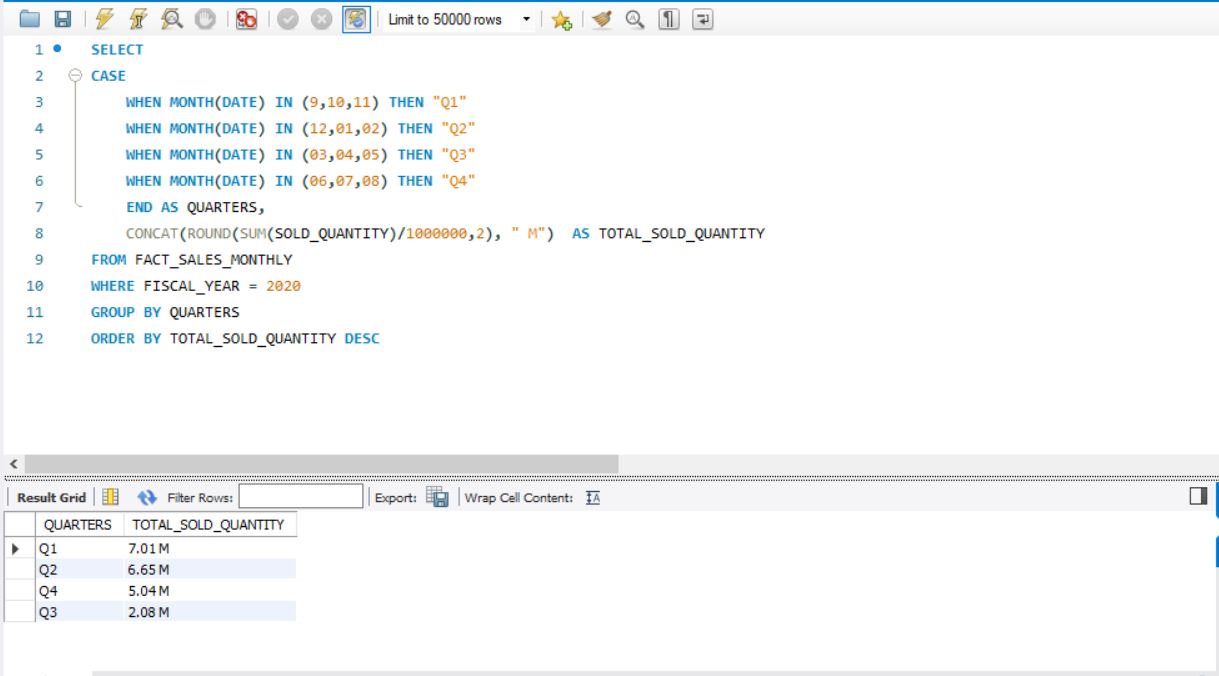 Limit to 50000 rows
1 SELECT
2 CASE
3 WHEN MONTH(DATE) IN (9,10,11) THEN "Q1"
4 WHEN MONTH(DATE) IN (12,01,02) THEN "Q2"
5 WHEN MONTH(DATE) IN (03,04,05) THEN "Q3"
6 WHEN MONTH(DATE) IN (06,07,08) THEN "Q4"
7 END AS QUARTERS,
8 CONCAT(ROUND(SUM(SOLD_QUANTITY)/1000000,2), " M") AS TOTAL_SOLD_QUANTITY
9 FROM FACT_SALES_MONTHLY
10 WHERE FISCAL_YEAR = 2020
11 GROUP BY QUARTERS
12 ORDER BY TOTAL_SOLD_QUANTITY DESC
Result Grid Filter Rows: Export: Wrap Cell Content:
QUARTERS TOTAL_SOLD_QUANTITY
Q1 7.01 M
Q2 6.65 M
Q4 5.04 M
Q3 2.08 M